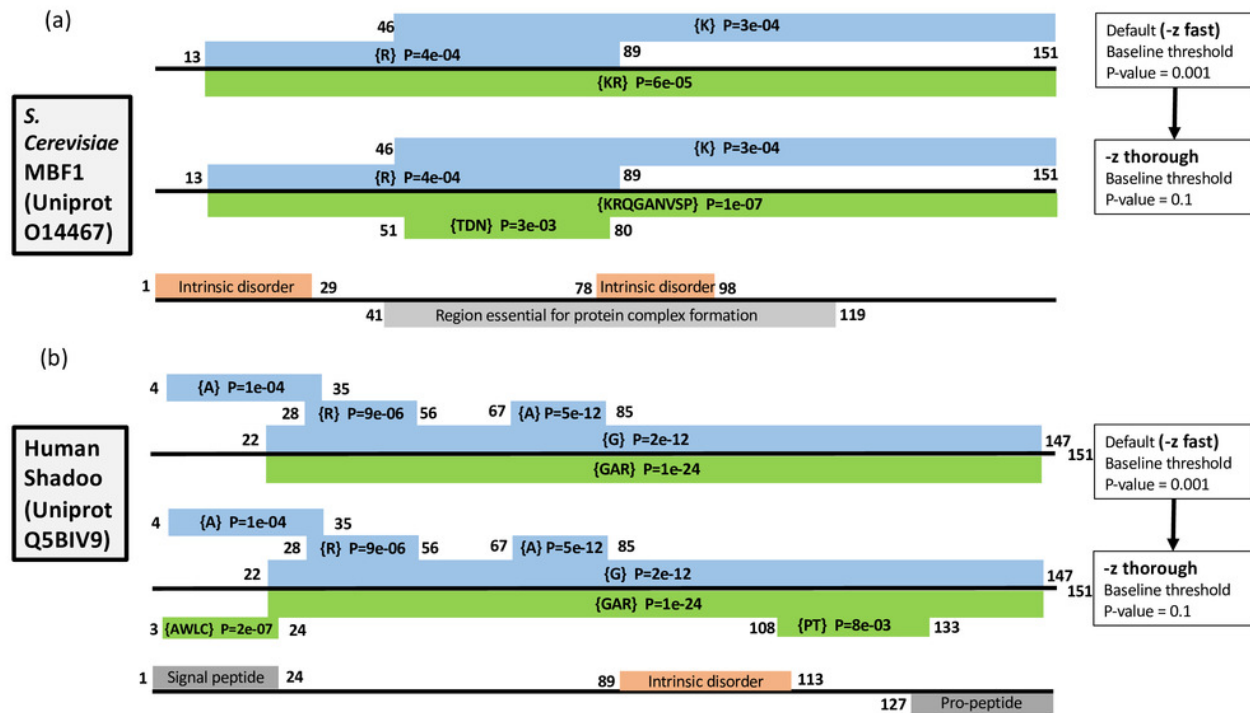 (a)
46
{K} P=3e-04
13
{R} P=4e-04
89
151
{KR} P=6e-05
Default (-z fast)
Baseline threshold
P-value = 0.001
S.
Cerevisiae
MBF1
(Uniprot
O14467)
46
{K} P=3e-04
13
{R} P=4e-04
89
151
{KRQGANVSP} P=1e-07
51
{TDN} P=3e-03
80
-z thorough
Baseline threshold
P-value = 0.1
1
Intrinsic disorder
29
78
Intrinsic disorder
98
41
Region essential for protein complex formation
119
(b)
4
{A} P=1e-04
35
28
{R} P=9e-06
56
67
{A} P=5e-12
85
22
{G} P=2e-12
147
151
{GAR} P=1e-24
Default (-z fast)
Baseline threshold
P-value = 0.001
Human
Shadoo
(Uniprot
Q5BIV9)
4
{A} P=1e-04
35
28
{R} P=9e-06
56
67
{A} P=5e-12
85
22
{G} P=2e-12
147
151
{GAR} P=1e-24
3
{AWLC} P=2e-07
24
108
{PT} P=8e-03
133
-z thorough
Baseline threshold
P-value = 0.1
1
Signal peptide
24
89
Intrinsic disorder
113
127
Pro-peptide